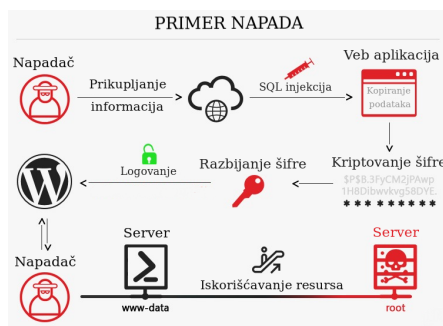 PRIMER NAPADA
Napadač
Prikupljanje
informacija
SQL injekcija
Veb aplikacija
Kopiranje
podataka
Kriptovanje šifre
$P$B.3FyCM2jPAwp
1H8Dibwvkvg58DYE.
* * * * * * * * *
Razbijanje šifre
Logovanje
Napadač
Server
www-data
Iskorišćavanje resursa
Server
root